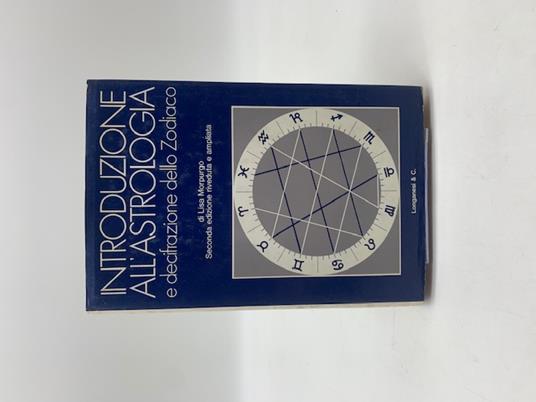 INTRODUZIONE
ALL'ASTROLOGIA
e decifrazione dello Zodiaco
di Lisa Morpurgo
Seconda edizione riveduta e ampliata
Longanesi & C.